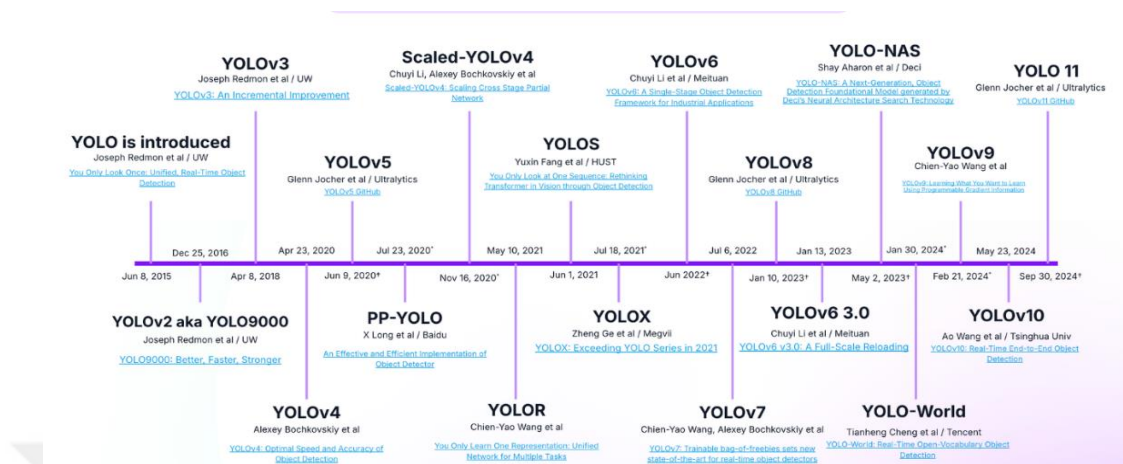 YOLO is introduced
Joseph Redmon et al / UW
You Only Look Once: Unified, Real-Time Object
Detection
YOLOv3
Joseph Redmon et al / UW
YOLOv3: An Incremental Improvement
YOLOv5
Glenn Jocher et al / Ultralytics
YOLOv5 GitHub
Scaled-YOLOv4
Chuyi Li, Alexey Bochkovskiy et al
Scaled-YOLOv4: Scaling Cross Stage Partial
Network
YOLOS
Yuxin Fang et al / HUST
You Only Look at One Sequence: Rethinking
Transformer in Vision through Object Detection
YOLOv6
Chuyi Li et al / Meituan
YOLOv6: A Single-Stage Object Detection
Framework for Industrial Applications
YOLOv8
Glenn Jocher et al / Ultralytics
YOLOv8 GitHub
YOLO-NAS
Shay Aharon et al / Deci
YOLO-NAS: A Next-Generation, Object
Detection Foundational Model generated by
Deci's Neural Architecture Search Technology
YOLOv9
Chien-Yao Wang et al
YOLOv9: Learning What You Want to Learn
Using Programmable Gradient Information
YOLO 11
Glenn Jocher et al / Ultralytics
YOLOv11 GitHub
Dec 25, 2016
Apr 23, 2020
Jul 23, 2020*
May 10, 2021
Jul 18, 2021*
Jul 6, 2022
Jan 13, 2023
Jan 30, 2024*
May 23, 2024
Jun 8, 2015
Apr 8, 2018
Jun 9, 2020†
Nov 16, 2020*
Jun 1, 2021
Jun 2022†
Jan 10, 2023†
May 2, 2023†
Feb 21, 2024*
Sep 30, 2024†
YOLOv2 aka YOLO9000
Joseph Redmon et al / UW
YOLO9000: Better, Faster, Stronger
YOLOv4
Alexey Bochkovskiy et al
YOLOv4: Optimal Speed and Accuracy of
Object Detection
PP-YOLO
X Long et al / Baidu
An Effective and Efficient Implementation of
Object Detector
YOLOR
Chien-Yao Wang et al
You Only Learn One Representation: Unified
Network for Multiple Tasks
YOLOX
Zheng Ge et al / Megvii
YOLOX: Exceeding YOLO Series in 2021
YOLOv7
Chien-Yao Wang, Alexey Bochkovskiy et al
YOLOv7: Trainable bag-of-freebies sets new
state-of-the-art for real-time object detectors
YOLOv6 3.0
Chuyi Li et al / Meituan
YOLOv6 v3.0: A Full-Scale Reloading
YOLO-World
Tianheng Cheng et al / Tencent
YOLO-World: Real-Time Open-Vocabulary Object
Detection
YOLOv10
Ao Wang et al / Tsinghua Univ
YOLOv10: Real-Time End-to-End Object
Detection